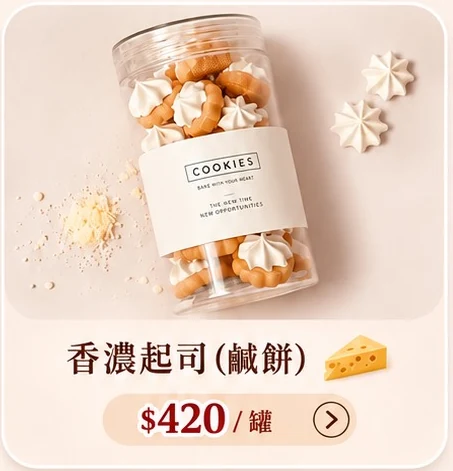 COOKIES
BAKE WITH YOUR HEART
THE NEW TIME
NEW OPPORTUNITIES
香濃起司(鹹餅)
$420/罐